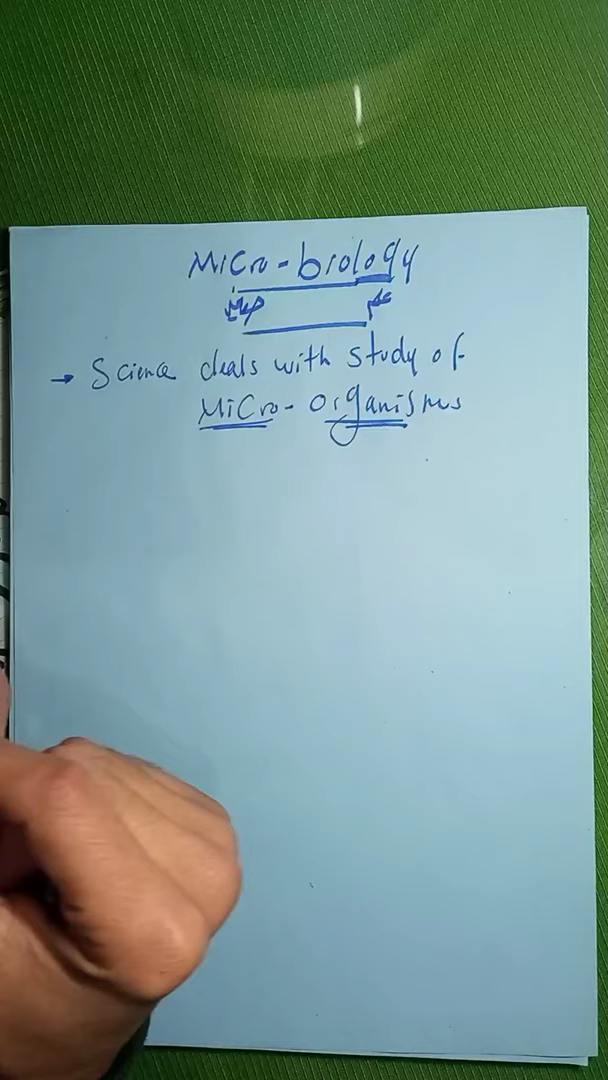 MiCro-biology
علم
→ Science deals with study of
MiCro-organisms